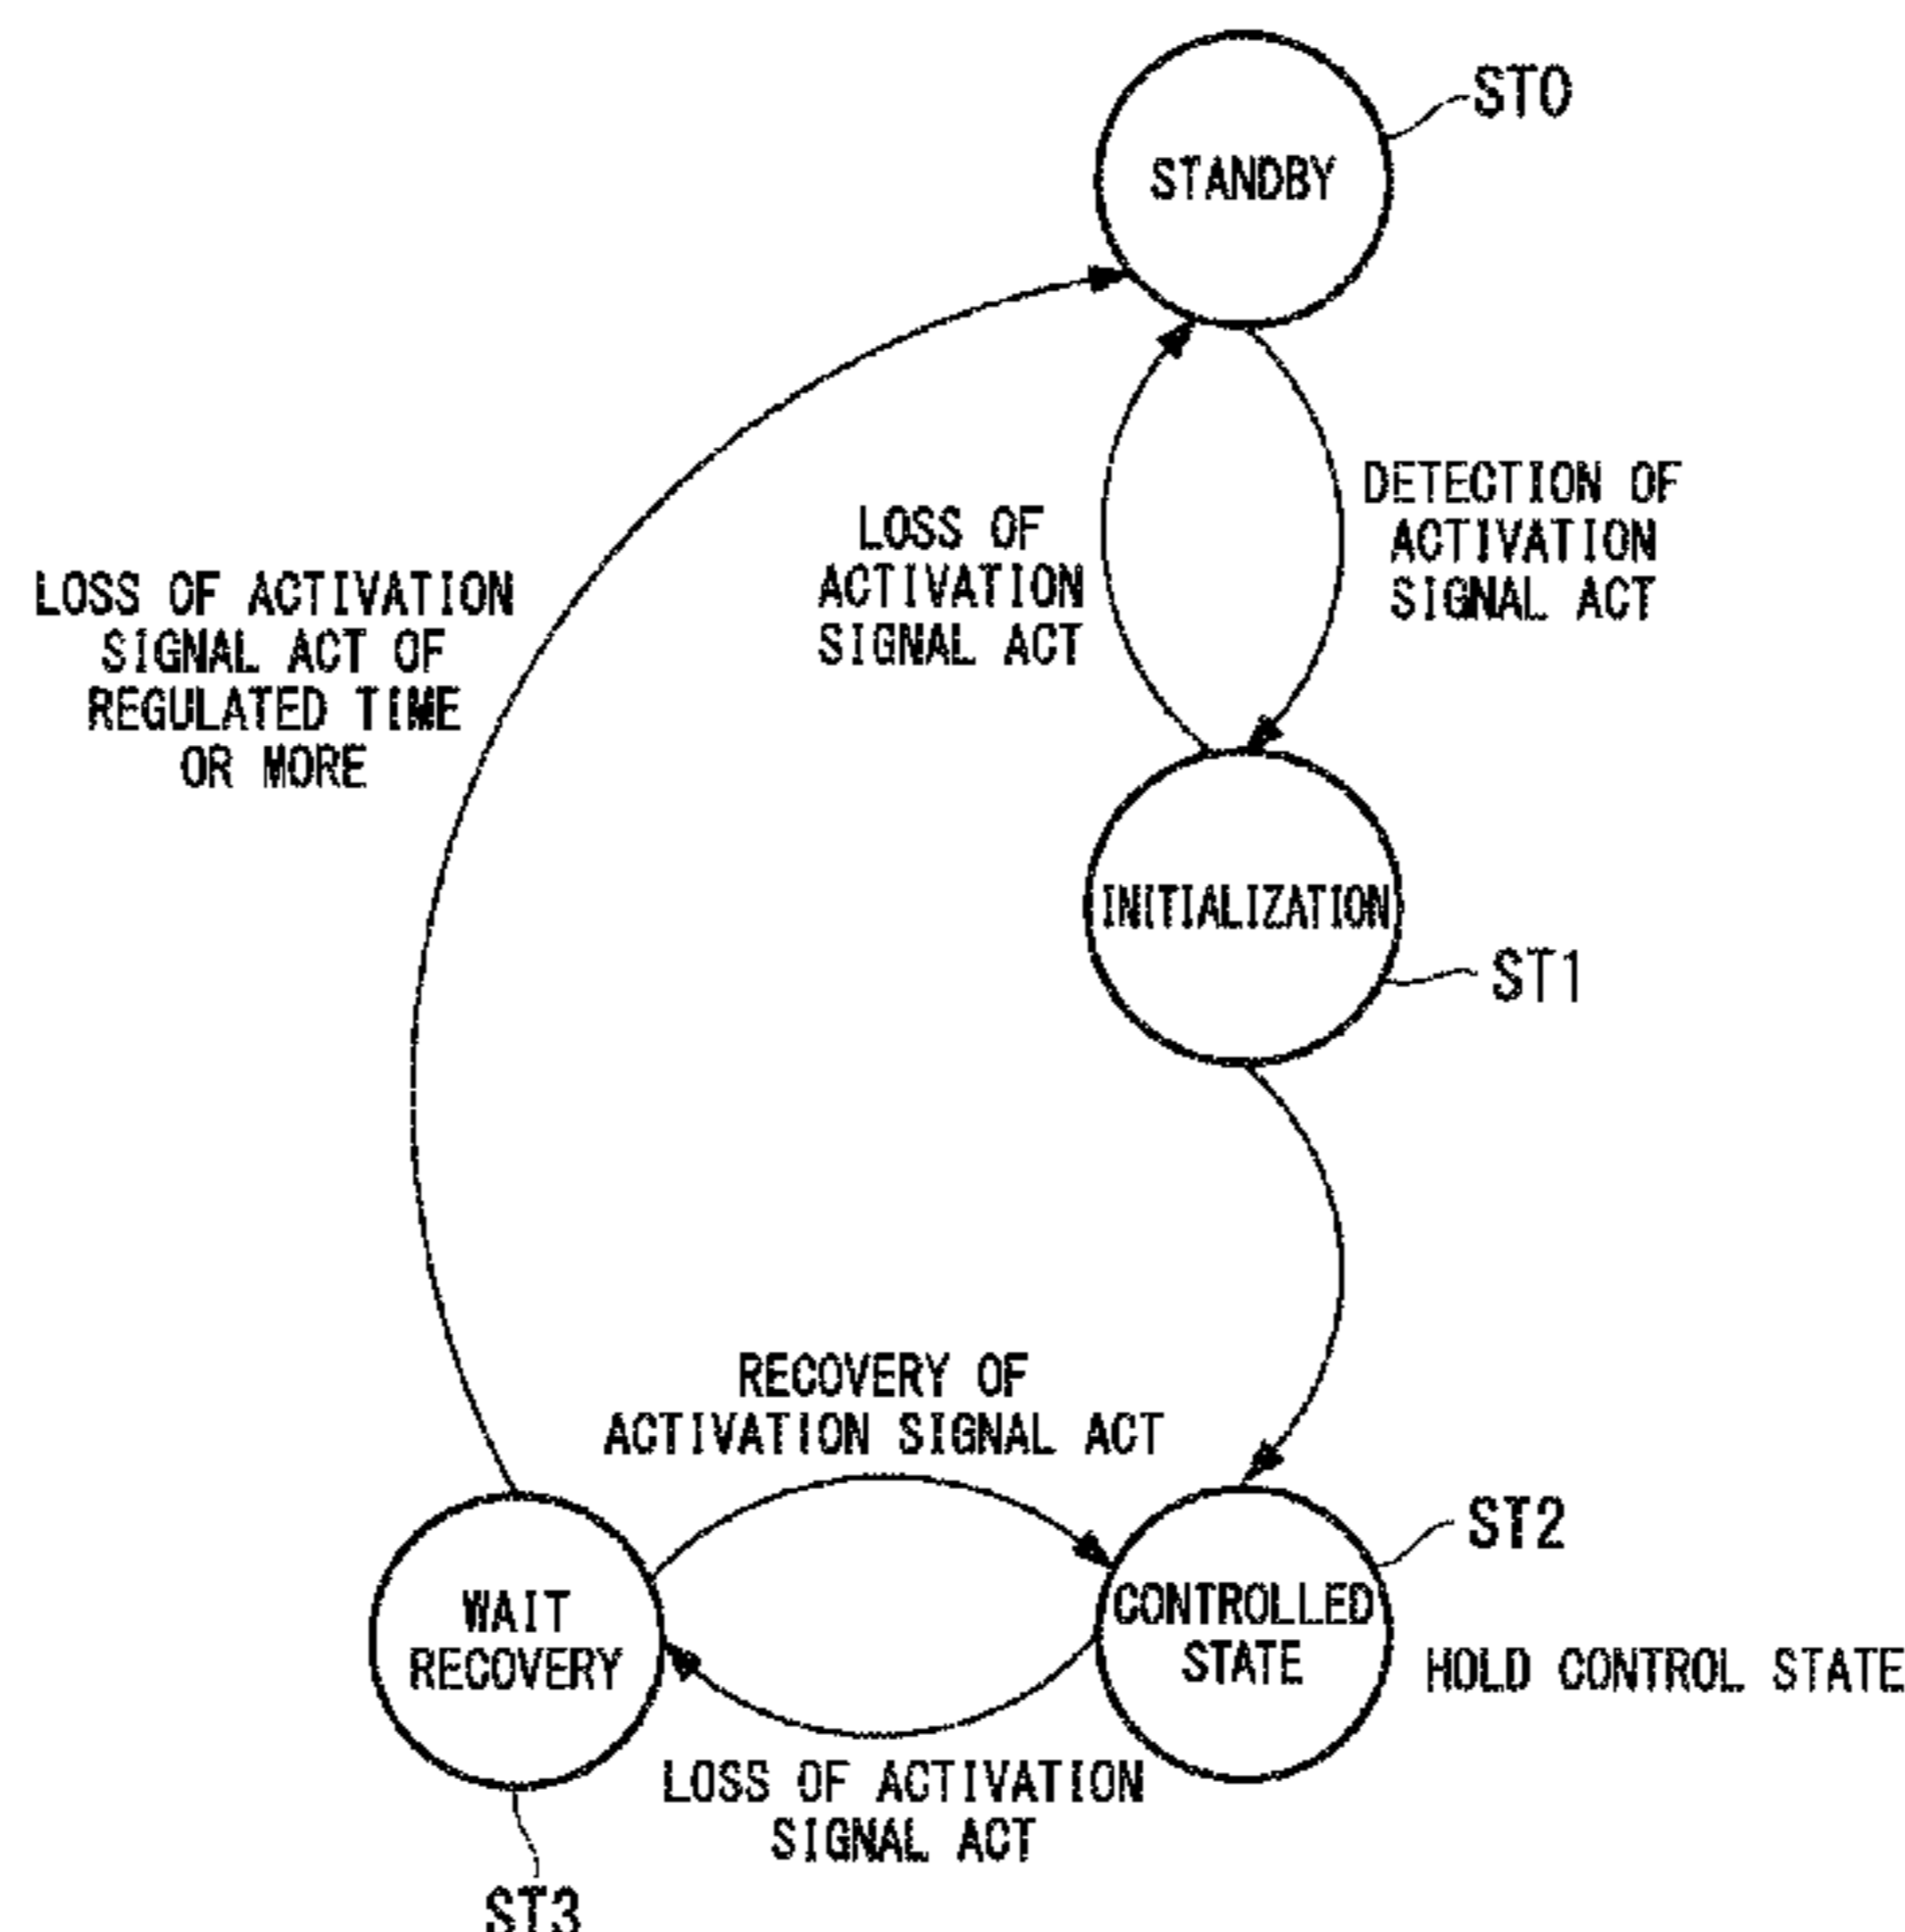 ST0
STANDBY
DETECTION OF
ACTIVATION
SIGNAL ACT
LOSS OF
ACTIVATION
SIGNAL ACT
LOSS OF ACTIVATION
SIGNAL ACT OF
REGULATED TIME
OR MORE
INITIALIZATION
ST1
RECOVERY OF
ACTIVATION SIGNAL ACT
ST2
WAIT
RECOVERY
CONTROLLED
STATE
HOLD CONTROL STATE
LOSS OF ACTIVATION
SIGNAL ACT
ST3